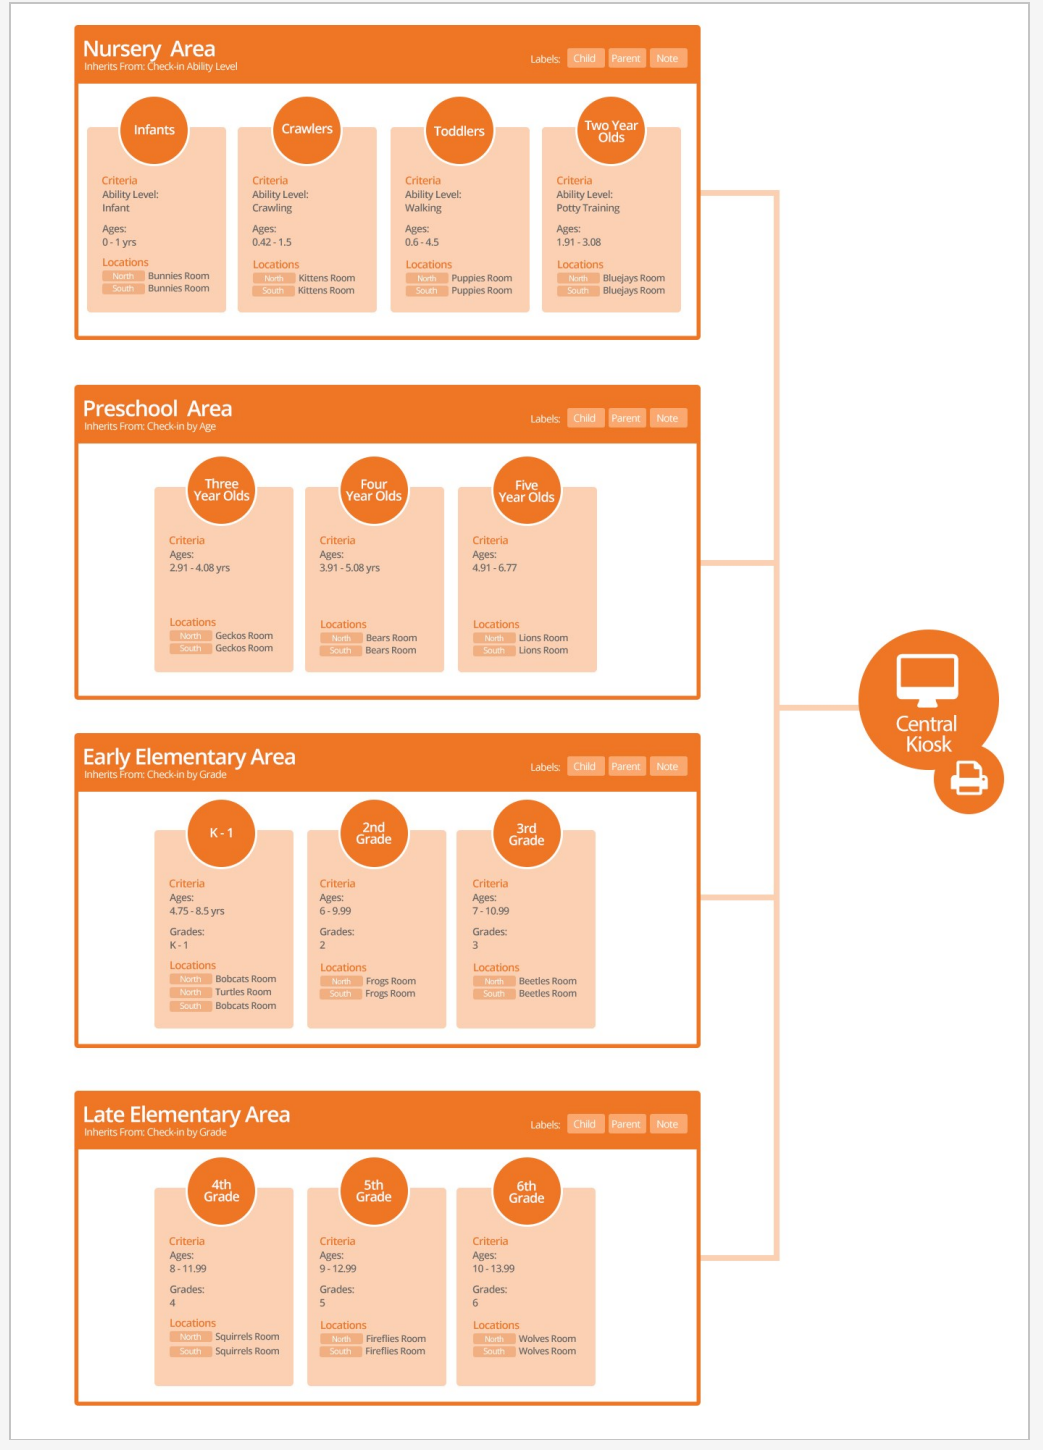 Nursery Area
Inherits From: Check-in Ability Level
Labels: Child Parent Note
Infants
Criteria
Ability Level:
Infant
Ages:
0 - 1 yrs
Locations
North Bunnies Room
South Bunnies Room
Crawlers
Criteria
Ability Level:
Crawling
Ages:
0.42 - 1.5
Locations
North Kittens Room
South Kittens Room
Toddlers
Criteria
Ability Level:
Walking
Ages:
0.6 - 4.5
Locations
North Puppies Room
South Puppies Room
Two Year
Olds
Criteria
Ability Level:
Potty Training
Ages:
1.91 - 3.08
Locations
North Bluejays Room
South Bluejays Room
Preschool Area
Inherits From: Check-in by Age
Labels: Child Parent Note
Three
Year Olds
Criteria
Ages:
2.91 - 4.08 yrs
Locations
North Geckos Room
South Geckos Room
Four
Year Olds
Criteria
Ages:
3.91 - 5.08 yrs
Locations
North Bears Room
South Bears Room
Five
Year Olds
Criteria
Ages:
4.91 - 6.77
Locations
North Lions Room
South Lions Room
Central
Kiosk
Early Elementary Area
Inherits From: Check-in by Grade
Labels: Child Parent Note
K - 1
Criteria
Ages:
4.75 - 8.5 yrs
Grades:
K - 1
Locations
North Bobcats Room
North Turtles Room
South Bobcats Room
2nd
Grade
Criteria
Ages:
6 - 9.99
Grades:
2
Locations
North Frogs Room
South Frogs Room
3rd
Grade
Criteria
Ages:
7 - 10.99
Grades:
3
Locations
North Beetles Room
South Beetles Room
Late Elementary Area
Inherits From: Check-in by Grade
Labels: Child Parent Note
4th
Grade
Criteria
Ages:
8 - 11.99
Grades:
4
Locations
North Squirrels Room
South Squirrels Room
5th
Grade
Criteria
Ages:
9 - 12.99
Grades:
5
Locations
North Fireflies Room
South Fireflies Room
6th
Grade
Criteria
Ages:
10 - 13.99
Grades:
6
Locations
North Wolves Room
South Wolves Room